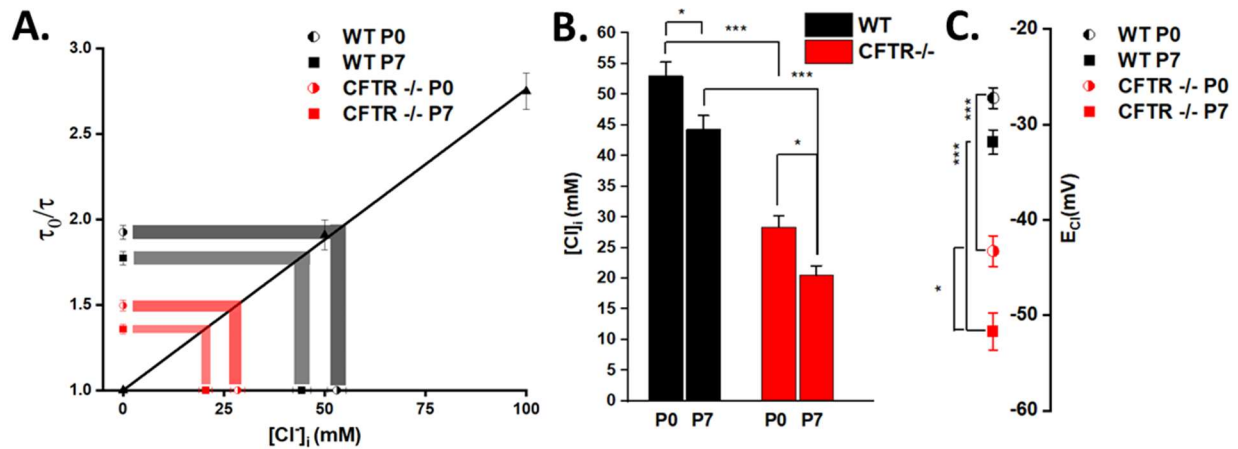 A.
WT P0
WT P7
CFTR -/- P0
CFTR -/- P7
3.0
2.5
2.0
1.5
1.0
τ₀/τ
0
25
50
75
100
[Cl⁻]ᵢ (mM)
B.
WT
CFTR-/-
*
***
***
*
60
55
50
45
40
35
30
25
20
15
10
5
0
[Cl]ᵢ (mM)
P0 P7 P0 P7
C.
WT P0
WT P7
CFTR -/- P0
CFTR -/- P7
-20
-30
-40
-50
-60
E_Cl(mV)
***
***
*